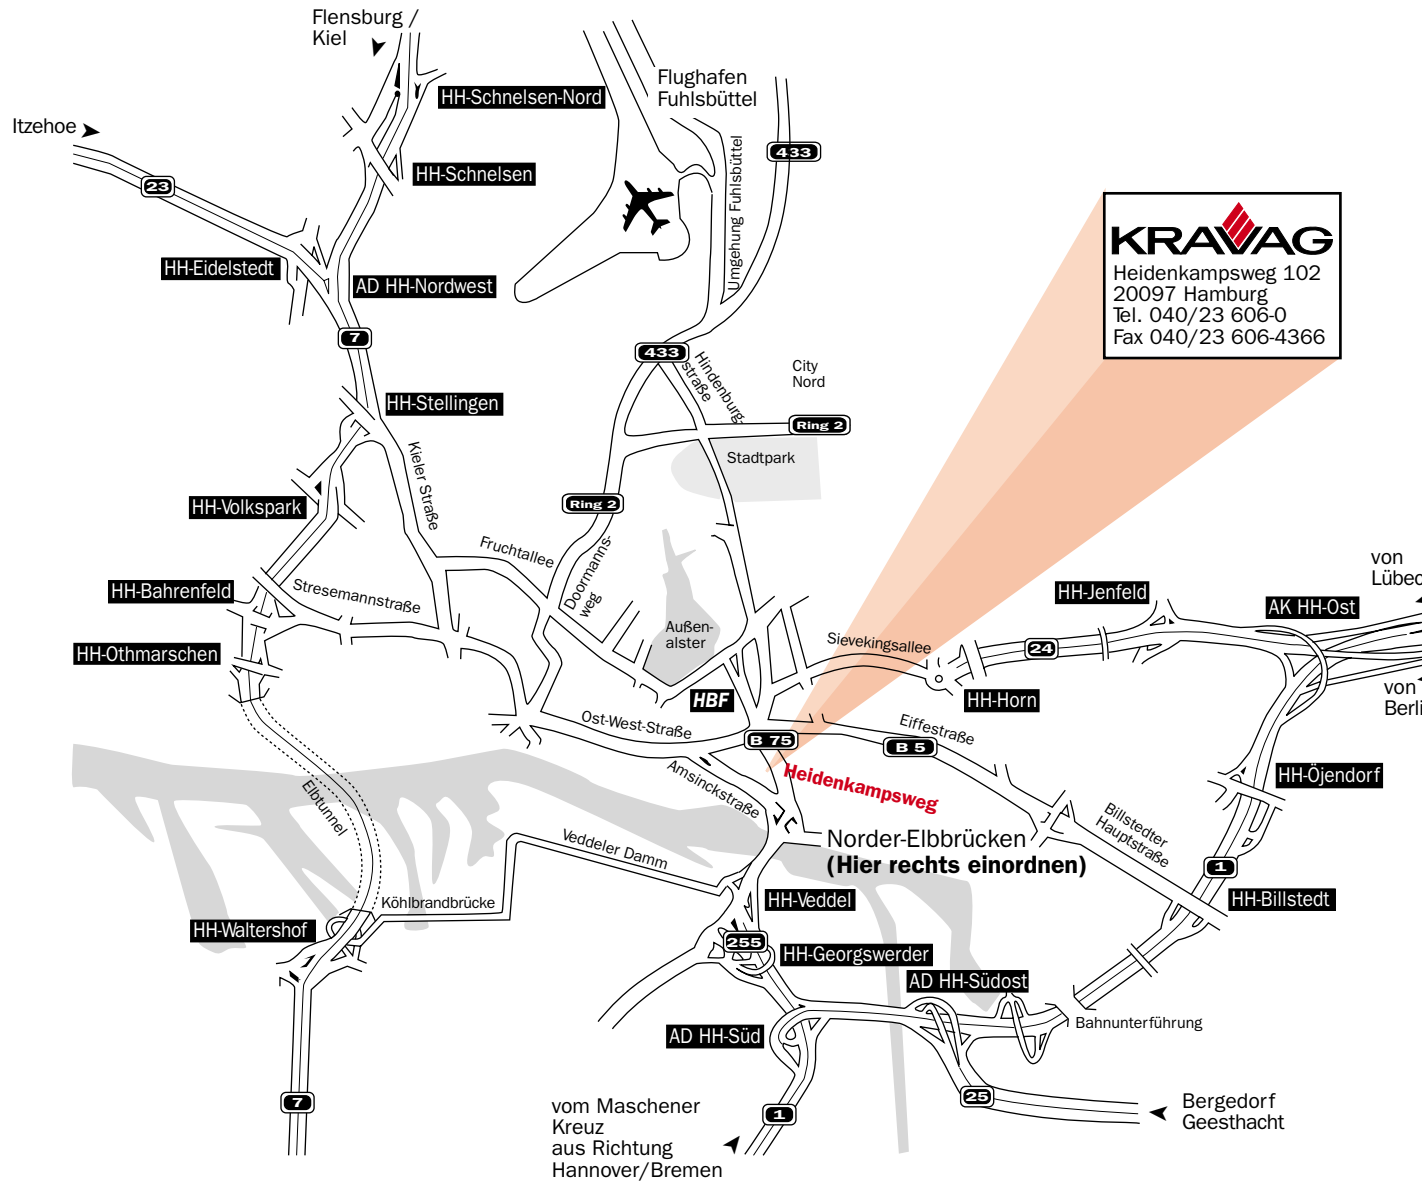 Flensburg /
Kiel
Flughafen
Fuhlsbüttel
HH-Schnelsen-Nord
Itzehoe
433
HH-Schnelsen
23
Umgehung Fuhlsbüttel
KRAVAG
Heidenkampsweg 102
20097 Hamburg
Tel. 040/23 606-0
Fax 040/23 606-4366
HH-Eidelstedt
AD HH-Nordwest
7
433
Hindenburg-
straße
City
Nord
HH-Stellingen
Ring 2
Kieler Straße
Stadtpark
HH-Volkspark
Ring 2
Fruchtallee
Doormanns-
weg
von
Lübec
HH-Bahrenfeld
Stresemannstraße
HH-Jenfeld
AK HH-Ost
Außen-
alster
Sievekingsallee
24
HH-Othmarschen
HBF
HH-Horn
von
Berli
Ost-West-Straße
Eiffestraße
B 75
B 5
Amsinckstraße
Heidenkampsweg
HH-Öjendorf
Elbtunnel
Billstedter
Hauptstraße
Veddeler Damm
Norder-Elbbrücken
(Hier rechts einordnen)
1
Köhlbrandbrücke
HH-Veddel
HH-Billstedt
HH-Waltershof
255
HH-Georgswerder
AD HH-Südost
AD HH-Süd
Bahnunterführung
7
25
1
vom Maschener
Kreuz
aus Richtung
Hannover/Bremen
Bergedorf
Geesthacht